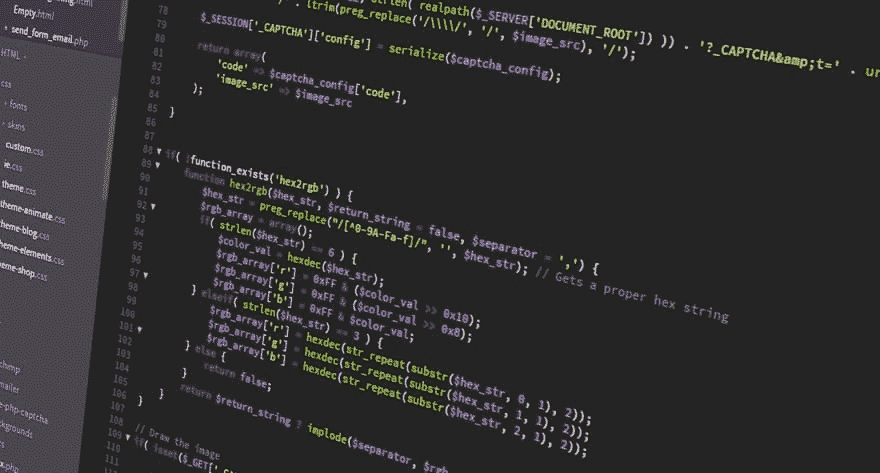 Empty.html
send_form_email.php
HTML
css
fonts
skins
custom.css
ie.css
theme.css
theme-animate.css
theme-blog.css
theme-elements.css
theme-shop.css
mailer
php-captcha
78
79 ltrim(preg_replace('/\\\\/', '/', $image_src), '/');
strlen( realpath($_SERVER['DOCUMENT_ROOT']) )) . '?_CAPTCHA&amp;t=' .
80 $_SESSION['_CAPTCHA']['config'] = serialize($captcha_config);
81 return array(
82 'code' => $captcha_config['code'],
83 'image_src' => $image_src
84 );
85 }
86
87
88 if( !function_exists('hex2rgb') ) {
89 function hex2rgb($hex_str, $return_string = false, $separator = ',') {
90 $hex_str = preg_replace("/[^0-9A-Fa-f]/", '', $hex_str); // Gets a proper hex string
91 $rgb_array = array();
92 if( strlen($hex_str) == 6 ) {
93 $color_val = hexdec($hex_str);
94 $rgb_array['r'] = 0xFF & ($color_val >> 0x10);
95 $rgb_array['g'] = 0xFF & ($color_val >> 0x8);
96 $rgb_array['b'] = 0xFF & $color_val;
97 } elseif( strlen($hex_str) == 3 ) {
98 $rgb_array['r'] = hexdec(str_repeat(substr($hex_str, 0, 1), 2));
99 $rgb_array['g'] = hexdec(str_repeat(substr($hex_str, 1, 1), 2));
100 $rgb_array['b'] = hexdec(str_repeat(substr($hex_str, 2, 1), 2));
101 } else {
102 return false;
103 }
104 return $return_string ? implode($separator,
105 }
106 }
107
108 // Draw the image
109 if( isset($_GET['
110
111